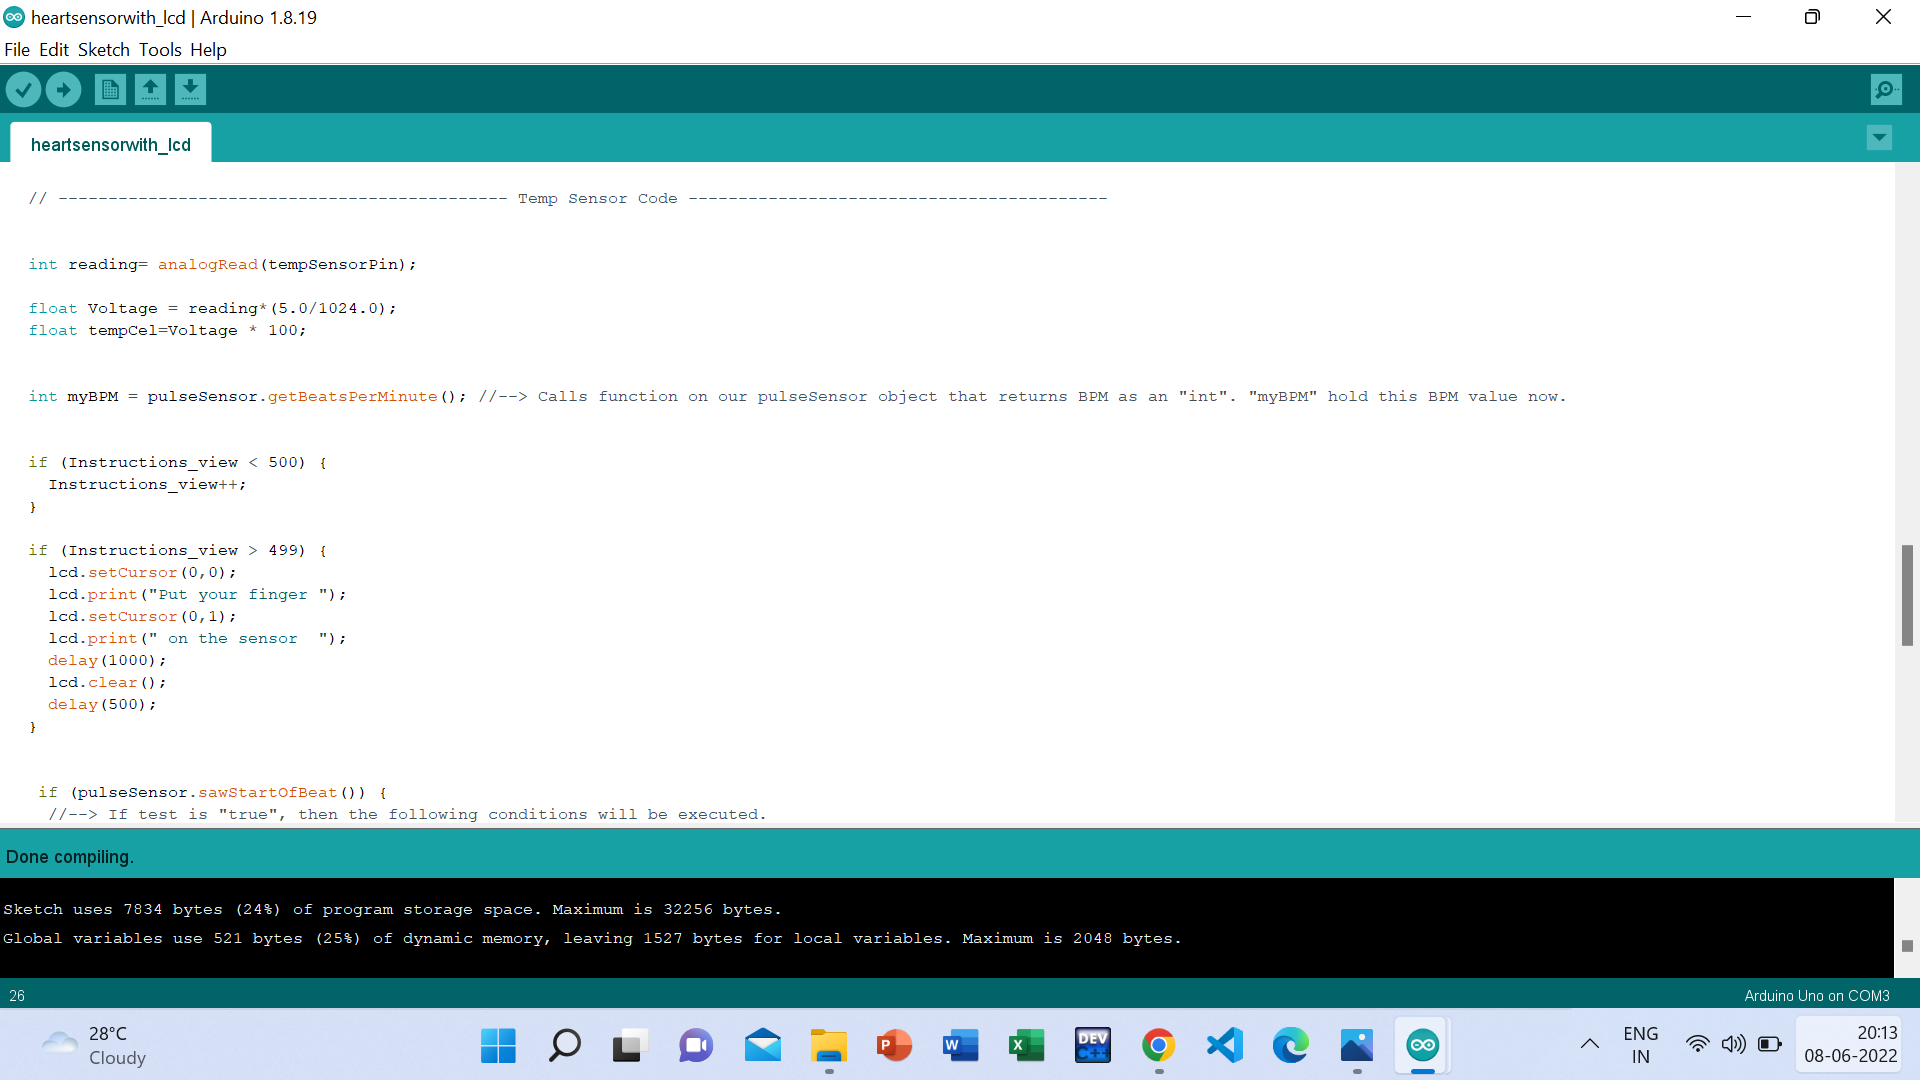 heartsensorwith_lcd | Arduino 1.8.19
File Edit Sketch Tools Help
heartsensorwith_lcd
// --------------------------------------------- Temp Sensor Code ------------------------------------------
int reading= analogRead(tempSensorPin);
float Voltage = reading*(5.0/1024.0);
float tempCel=Voltage * 100;
int myBPM = pulseSensor.getBeatsPerMinute(); //--> Calls function on our pulseSensor object that returns BPM as an "int". "myBPM" hold this BPM value now.
if (Instructions_view < 500) {
Instructions_view++;
}
if (Instructions_view > 499) {
lcd.setCursor(0,0);
lcd.print("Put your finger ");
lcd.setCursor(0,1);
lcd.print(" on the sensor  ");
delay(1000);
lcd.clear();
delay(500);
}
if (pulseSensor.sawStartOfBeat()) {
//--> If test is "true", then the following conditions will be executed.
Done compiling.
Sketch uses 7834 bytes (24%) of program storage space. Maximum is 32256 bytes.
Global variables use 521 bytes (25%) of dynamic memory, leaving 1527 bytes for local variables. Maximum is 2048 bytes.
26
Arduino Uno on COM3
28°C
Cloudy
P
W
X
DEV
C++
ENG
IN
20:13
08-06-2022